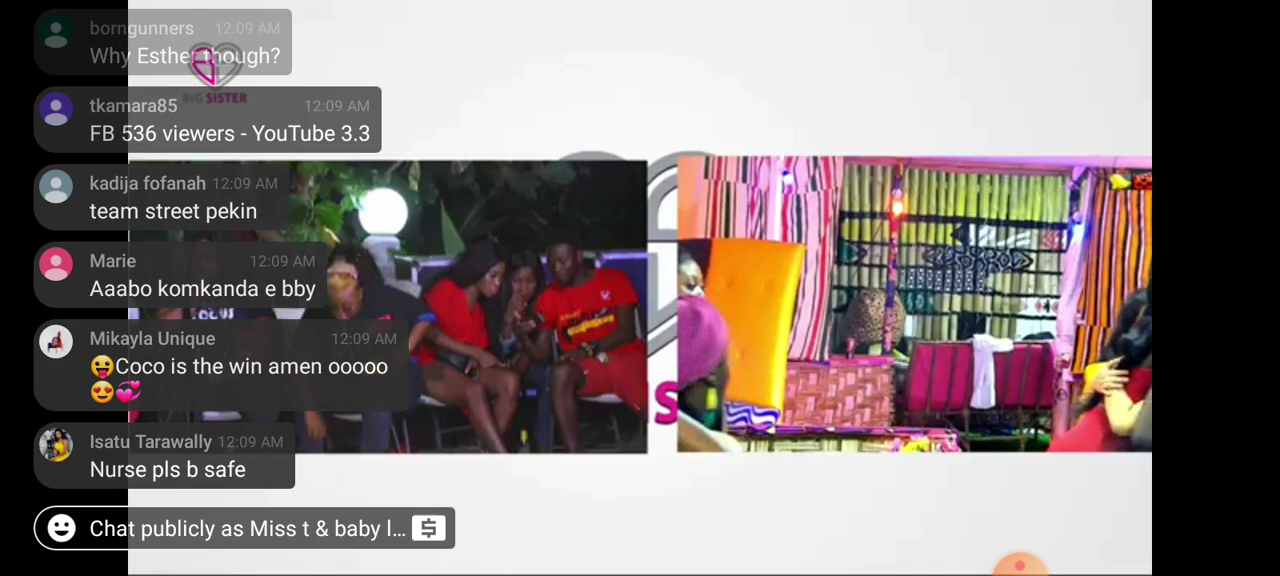 borngunners 12:09 AM
Why Esther though?
BIG SISTER
tkamara85 12:09 AM
FB 536 viewers - YouTube 3.3
kadija fofanah 12:09 AM
team street pekin
Marie 12:09 AM
Aaabo komkanda e bby
Mikayla Unique 12:09 AM
😛Coco is the win amen ooooo
😍💞
Isatu Tarawally 12:09 AM
Nurse pls b safe
Chat publicly as Miss t & baby l...